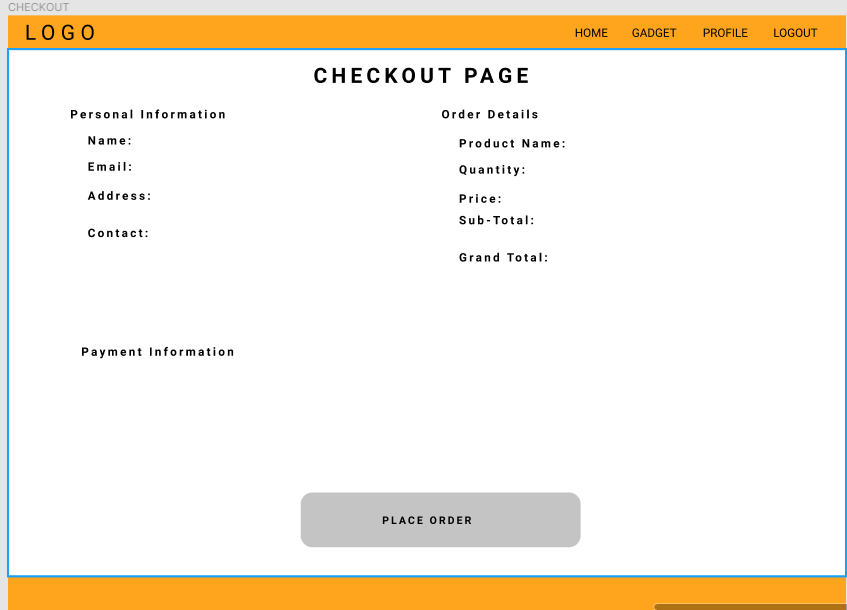 CHECKOUT
LOGO
HOME GADGET PROFILE LOGOUT
CHECKOUT PAGE
Personal Information
Name:
Email:
Address:
Contact:
Order Details
Product Name:
Quantity:
Price:
Sub-Total:
Grand Total:
Payment Information
PLACE ORDER